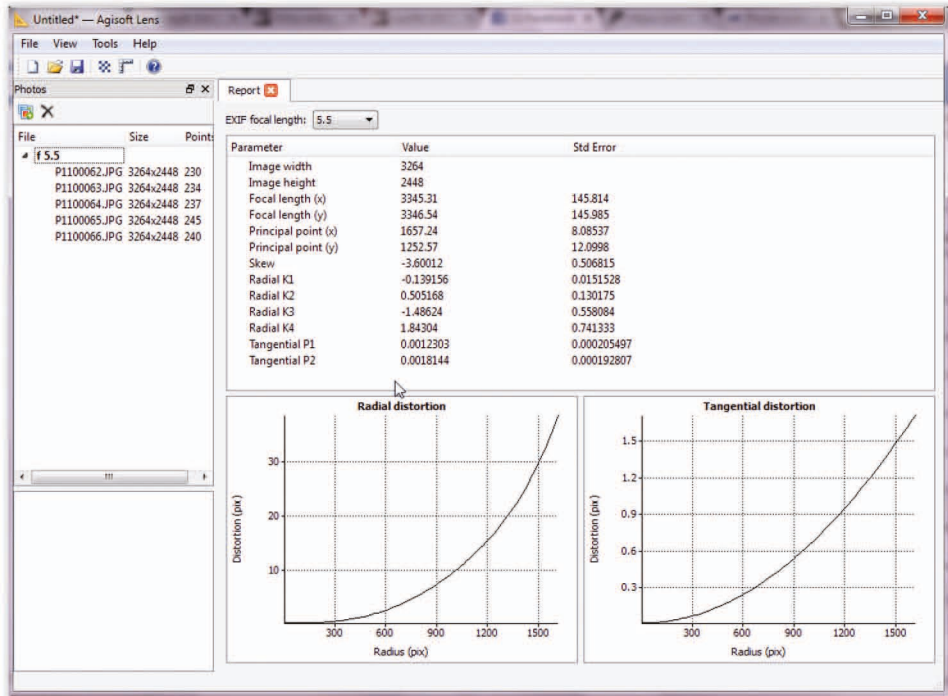 Untitled* — Agisoft Lens
File View Tools Help
Photos
File Size Points
f 5.5
P1100062.JPG 3264x2448 230
P1100063.JPG 3264x2448 234
P1100064.JPG 3264x2448 237
P1100065.JPG 3264x2448 245
P1100066.JPG 3264x2448 240
Report
EXIF focal length: 5.5
Parameter Value Std Error
Image width 3264
Image height 2448
Focal length (x) 3345.31 145.814
Focal length (y) 3346.54 145.985
Principal point (x) 1657.24 8.08537
Principal point (y) 1252.57 12.0998
Skew -3.60012 0.506815
Radial K1 -0.139156 0.0151528
Radial K2 0.505168 0.130175
Radial K3 -1.48624 0.558084
Radial K4 1.84304 0.741333
Tangential P1 0.0012303 0.000205497
Tangential P2 0.0018144 0.000192807
Radial distortion
Distortion (pix)
30
20
10
300 600 900 1200 1500
Radius (pix)
Tangential distortion
Distortion (pix)
1.5
1.2
0.9
0.6
0.3
300 600 900 1200 1500
Radius (pix)